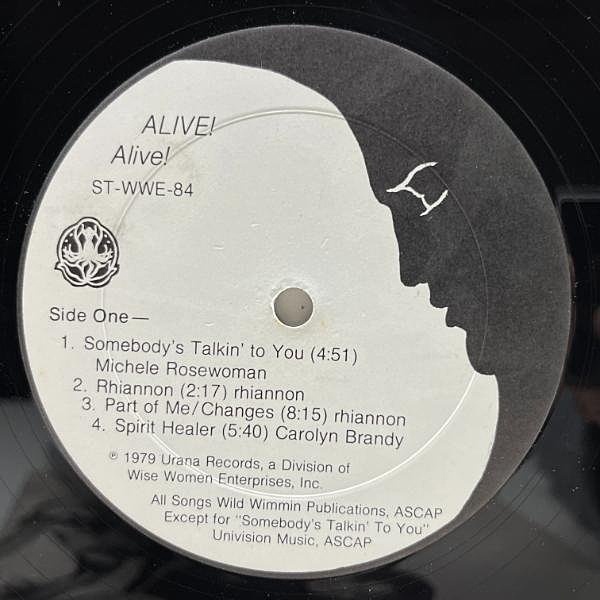 ALIVE!
Alive!
ST-WWE-84
Side One—
1. Somebody's Talkin' to You (4:51)
Michele Rosewoman
2. Rhiannon (2:17) rhiannon
3. Part of Me/Changes (8:15) rhiannon
4. Spirit Healer (5:40) Carolyn Brandy
℗ 1979 Urana Records, a Division of
Wise Women Enterprises, Inc.
All Songs Wild Wimmin Publications, ASCAP
Except for "Somebody's Talkin' To You"
Univision Music, ASCAP